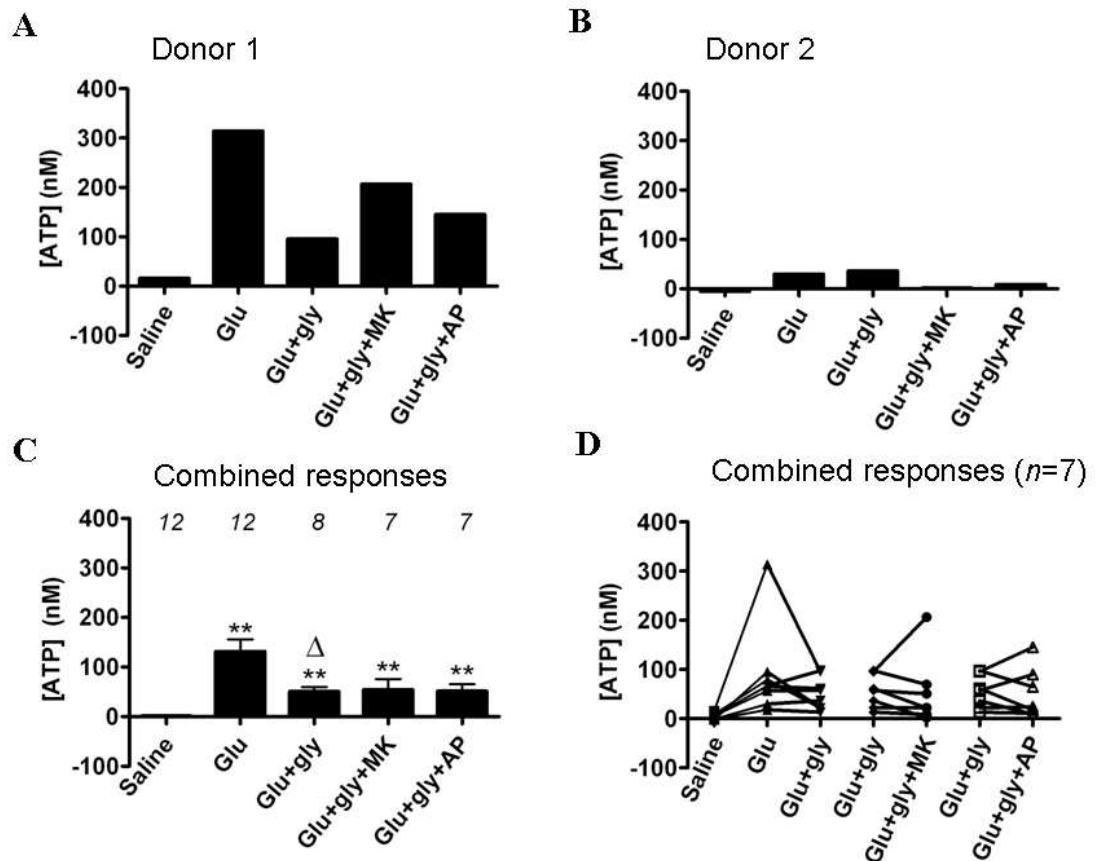 A
Donor 1
[ATP] (nM)
400
300
200
100
0
-100
Saline
Glu
Glu+gly
Glu+gly+MK
Glu+gly+AP
B
Donor 2
[ATP] (nM)
400
300
200
100
0
-100
Saline
Glu
Glu+gly
Glu+gly+MK
Glu+gly+AP
C
Combined responses
12 12 8 7 7
[ATP] (nM)
400
300
200
100
0
-100
**
Δ
**
**
**
Saline
Glu
Glu+gly
Glu+gly+MK
Glu+gly+AP
D
Combined responses (n=7)
[ATP] (nM)
400
300
200
100
0
-100
Saline
Glu
Glu+gly
Glu+gly
Glu+gly+MK
Glu+gly
Glu+gly+AP